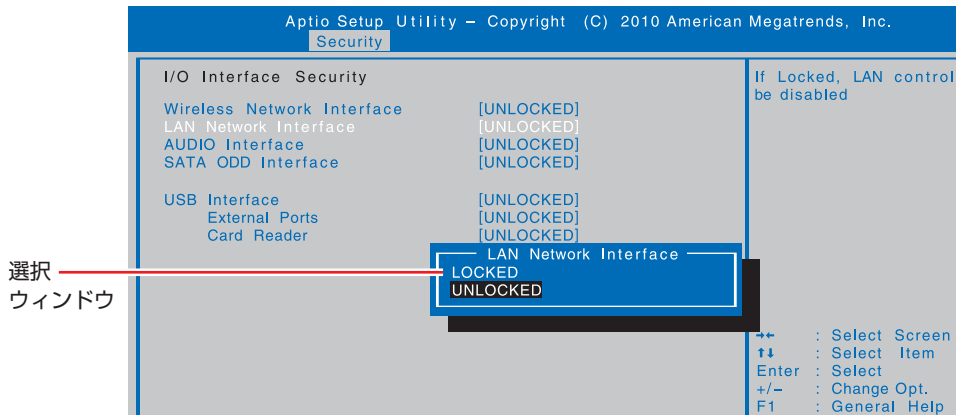 Aptio Setup Utility – Copyright (C) 2010 American Megatrends, Inc.
Security
I/O Interface Security
Wireless Network Interface [UNLOCKED]
LAN Network Interface [UNLOCKED]
AUDIO Interface [UNLOCKED]
SATA ODD Interface [UNLOCKED]
USB Interface [UNLOCKED]
External Ports [UNLOCKED]
Card Reader [UNLOCKED]
LAN Network Interface
LOCKED
UNLOCKED
選択
ウィンドウ
If Locked, LAN control
be disabled
→← : Select Screen
↑↓ : Select Item
Enter : Select
+/– : Change Opt.
F1 : General Help